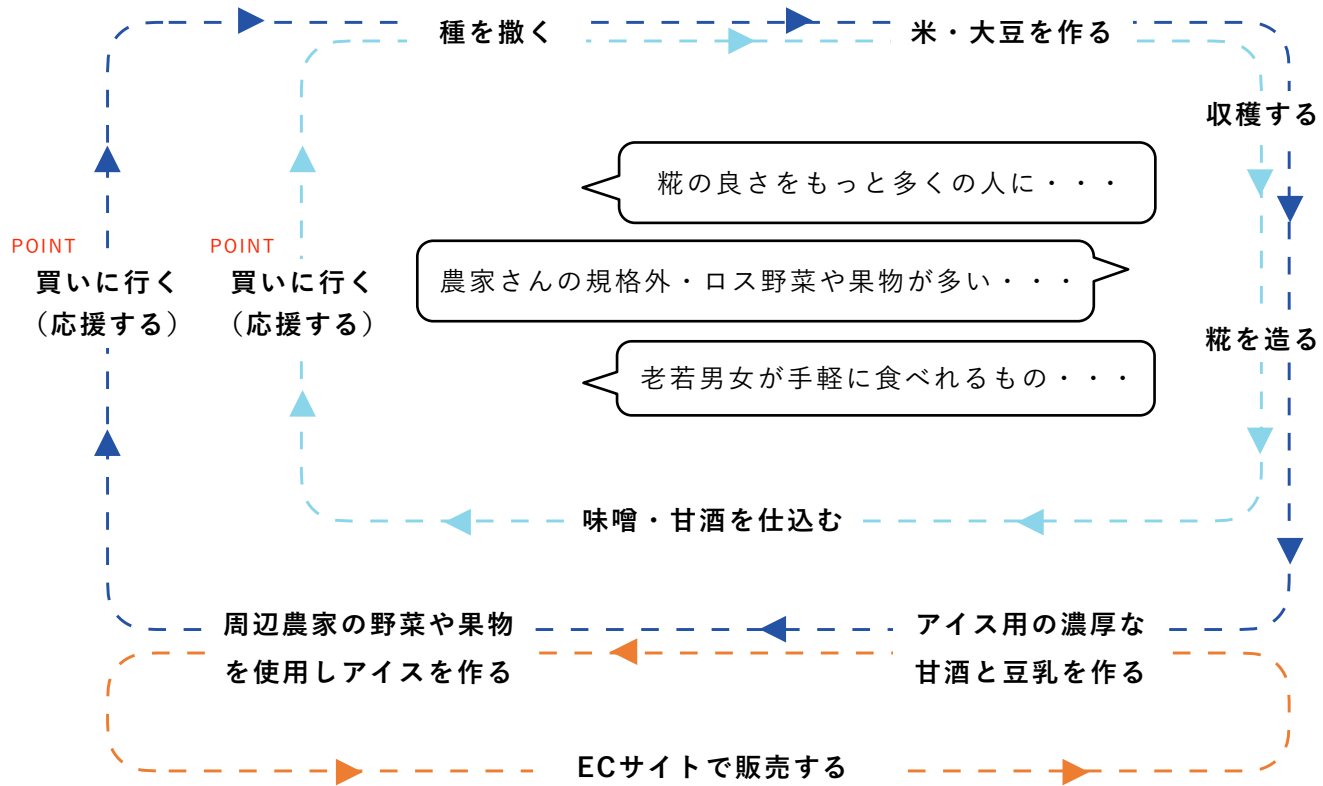 種を撒く
米・大豆を作る
収穫する
糀の良さをもっと多くの人に・・・
POINT
買いに行く
（応援する）
POINT
買いに行く
（応援する）
農家さんの規格外・ロス野菜や果物が多い・・・
糀を造る
老若男女が手軽に食べれるもの・・・
味噌・甘酒を仕込む
周辺農家の野菜や果物
を使用しアイスを作る
アイス用の濃厚な
甘酒と豆乳を作る
ECサイトで販売する